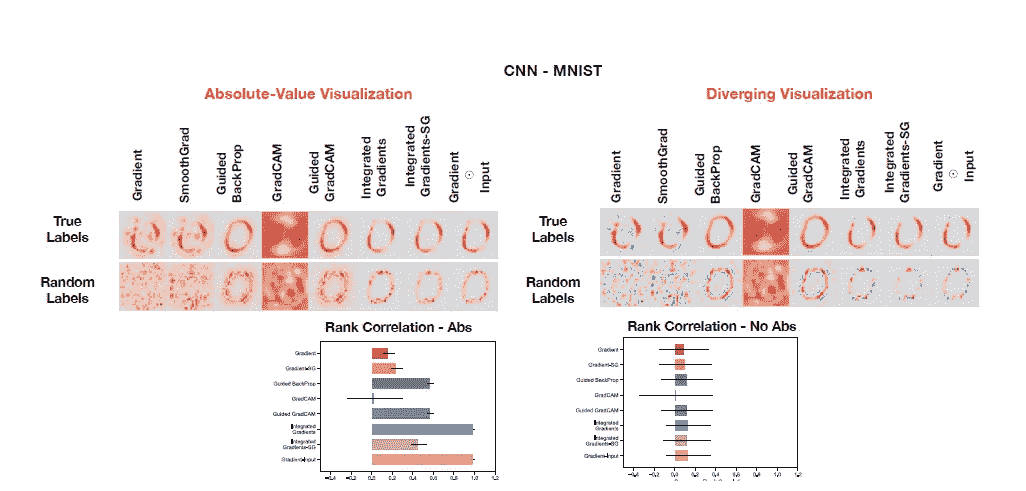 CNN - MNIST
Absolute-Value Visualization
Gradient
SmoothGrad
Guided
BackProp
GradCAM
Guided
GradCAM
Integrated
Gradients
Integrated
Gradients-SG
Gradient
⊙
Input
True
Labels
Random
Labels
Rank Correlation - Abs
Gradient
Gradient-SG
Guided BackProp
GradCAM
Guided GradCAM
Integrated
Gradients
Integrated
Gradients-SG
Gradient-Input
−0.4 −0.2 0.0 0.2 0.4 0.6 0.8 1.0 1.2
Diverging Visualization
Gradient
SmoothGrad
Guided
BackProp
GradCAM
Guided
GradCAM
Integrated
Gradients
Integrated
Gradients-SG
Gradient
⊙
Input
True
Labels
Random
Labels
Rank Correlation - No Abs
Gradient
Gradient-SG
Guided BackProp
GradCAM
Guided GradCAM
Integrated
Gradients
Integrated
Gradients-SG
Gradient-Input
−0.4 −0.2 0.0 0.2 0.4 0.6 0.8 1.0 1.2